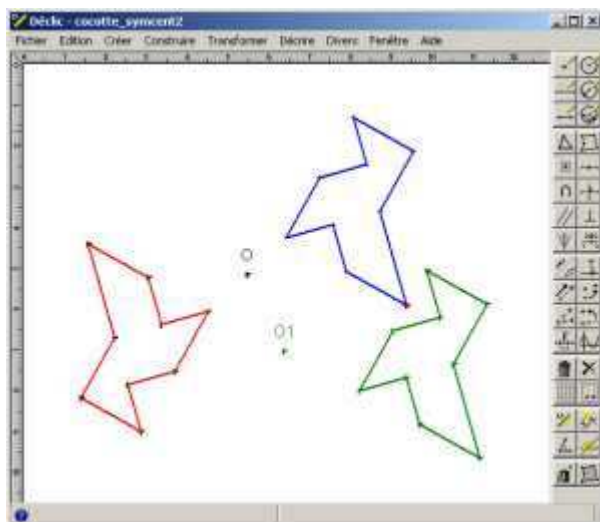 Déclic - cocotte_symcent2
Fichier Edition Créer Construire Transformer Décrire Divers Fenêtre Aide
O
O1